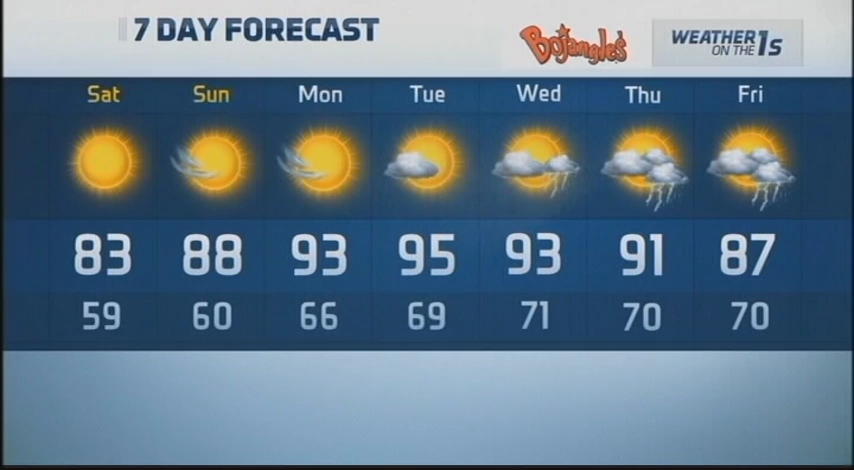 7 DAY FORECAST
Bojangles'
WEATHER
ON THE 1s
Sat Sun Mon Tue Wed Thu Fri
83 88 93 95 93 91 87
59 60 66 69 71 70 70